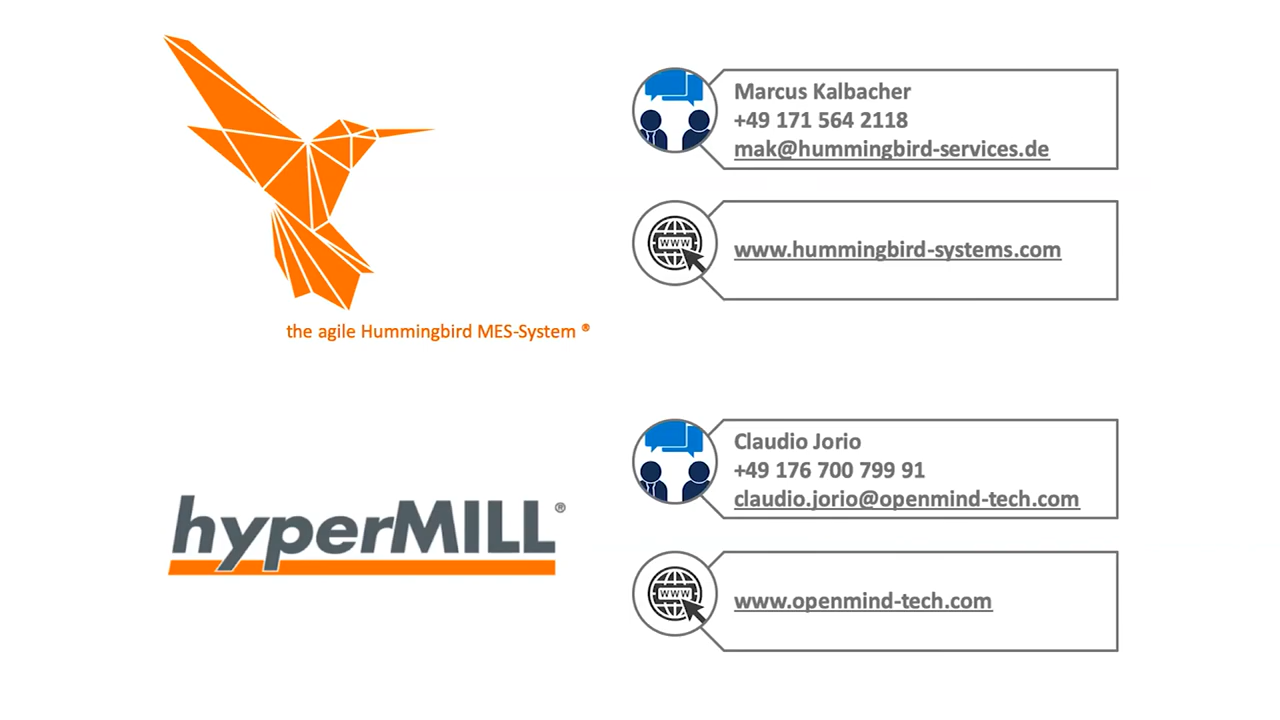 Marcus Kalbacher
+49 171 564 2118
mak@hummingbird-services.de
www
www.hummingbird-systems.com
the agile Hummingbird MES-System ®
Claudio Jorio
+49 176 700 799 91
claudio.jorio@openmind-tech.com
hyperMILL®
www
www.openmind-tech.com